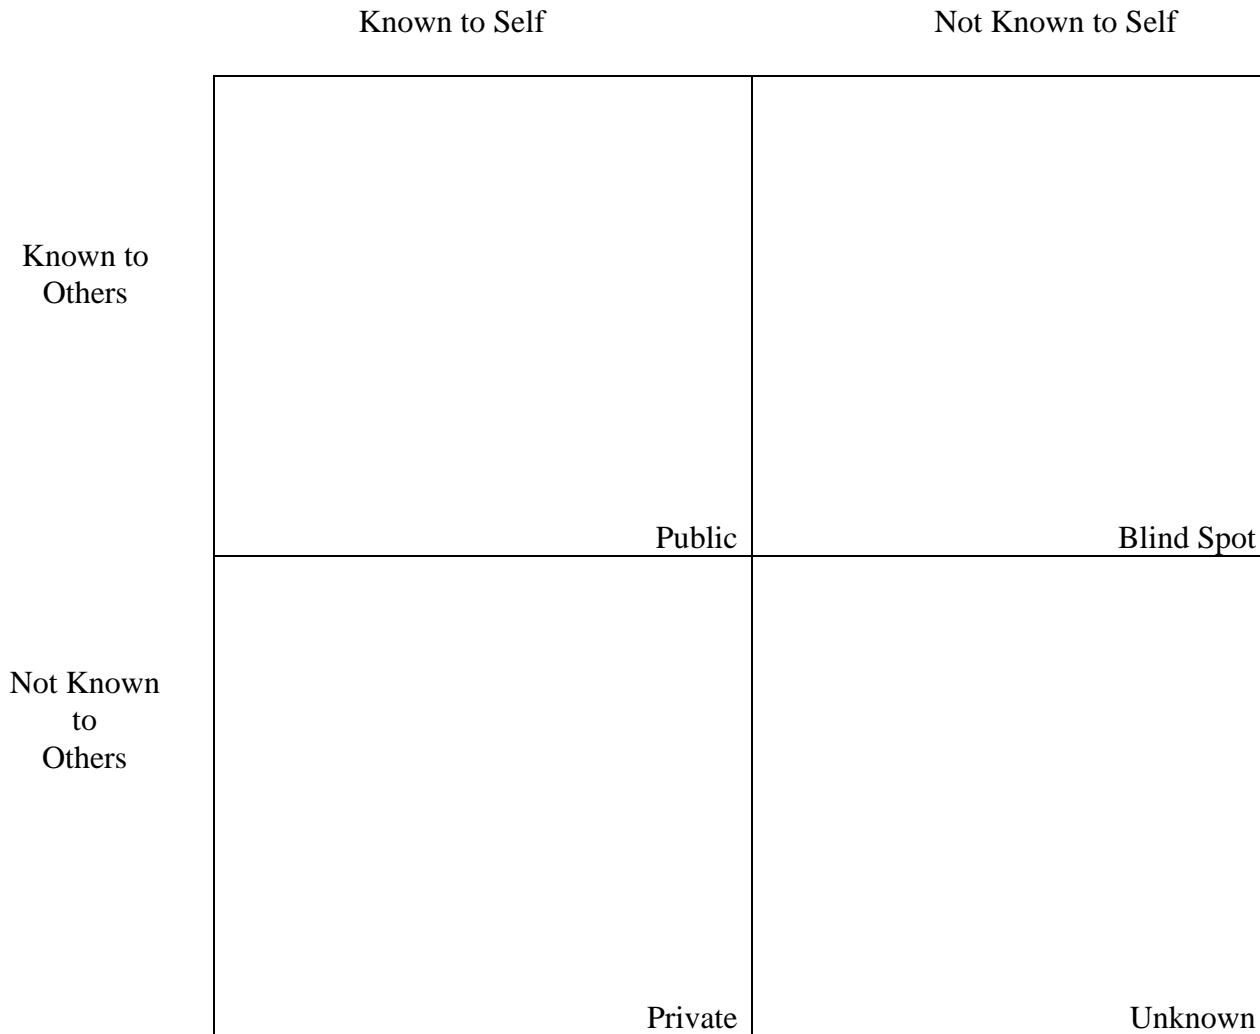 Known to Self
Not Known to Self
Known to
Others
Public
Blind Spot
Not Known
to
Others
Private
Unknown